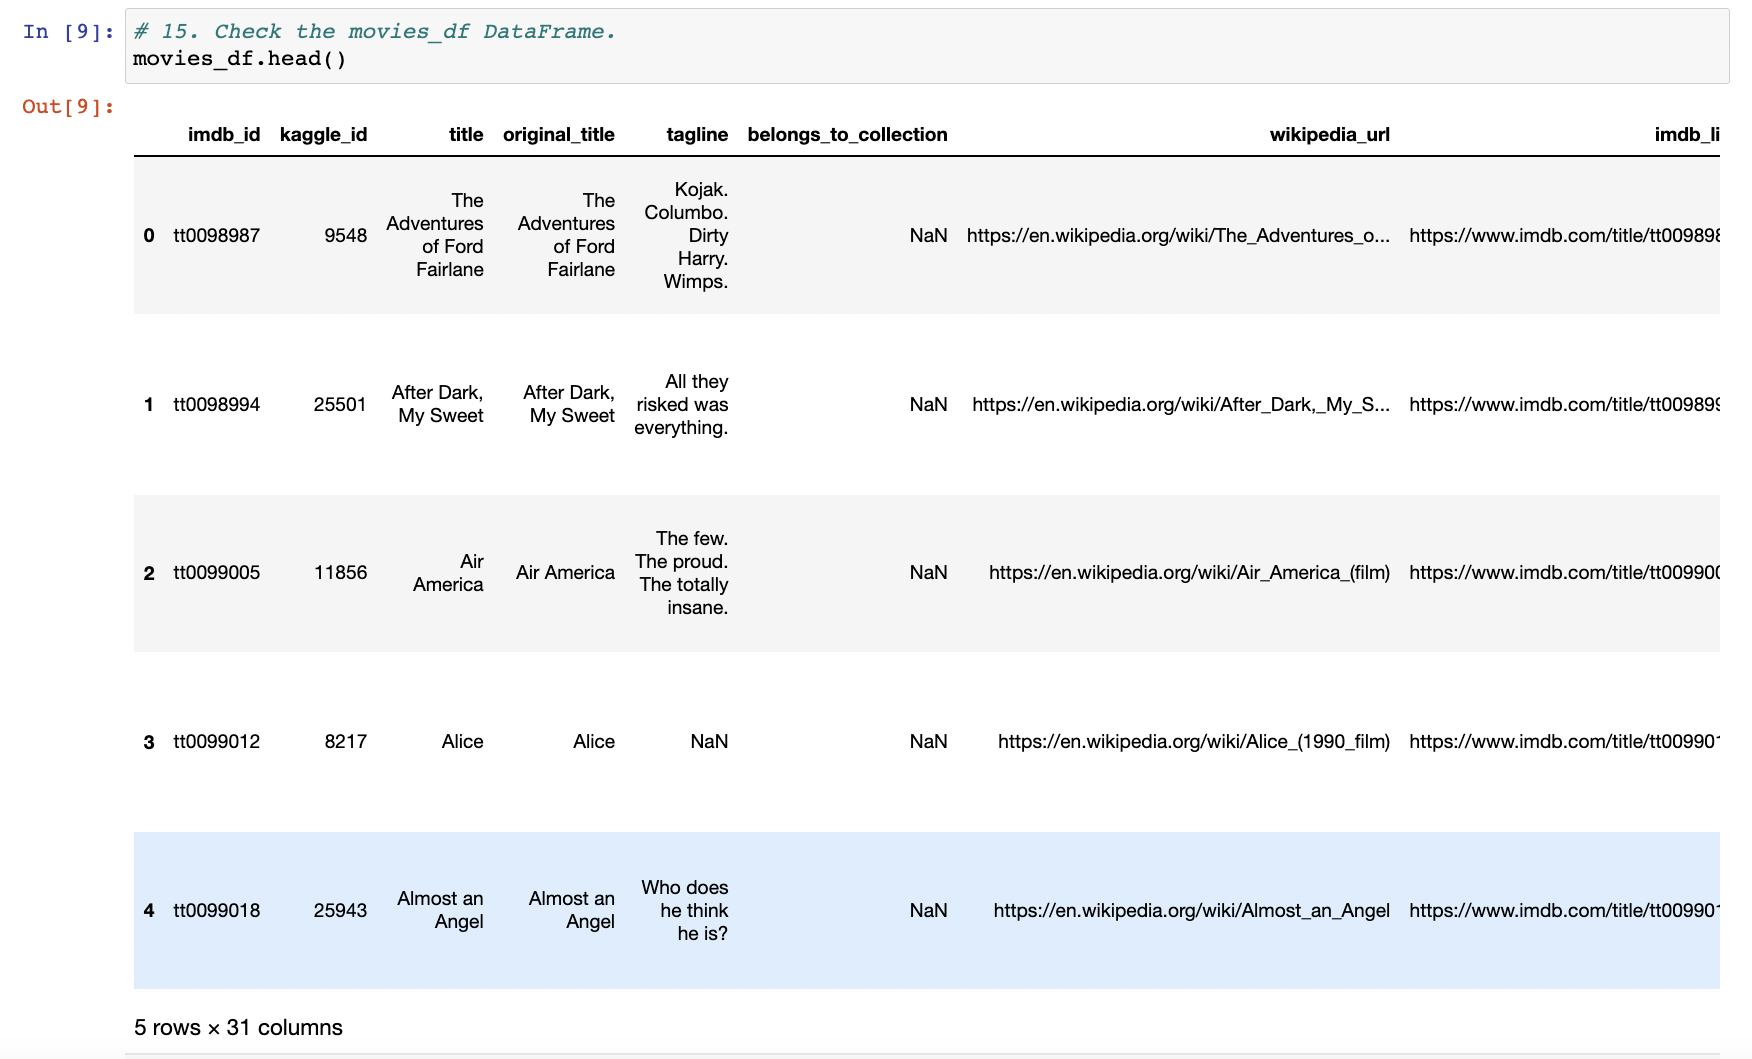 In [9]: # 15. Check the movies_df DataFrame.
movies_df.head()
Out[9]:
imdb_id kaggle_id title original_title tagline belongs_to_collection wikipedia_url imdb_li
0 tt0098987 9548 The Adventures of Ford Fairlane The Adventures of Ford Fairlane Kojak. Columbo. Dirty Harry. Wimps. NaN https://en.wikipedia.org/wiki/The_Adventures_o... https://www.imdb.com/title/tt009898
1 tt0098994 25501 After Dark, My Sweet After Dark, My Sweet All they risked was everything. NaN https://en.wikipedia.org/wiki/After_Dark,_My_S... https://www.imdb.com/title/tt009899
2 tt0099005 11856 Air America Air America The few. The proud. The totally insane. NaN https://en.wikipedia.org/wiki/Air_America_(film) https://www.imdb.com/title/tt009900
3 tt0099012 8217 Alice Alice NaN NaN https://en.wikipedia.org/wiki/Alice_(1990_film) https://www.imdb.com/title/tt009901
4 tt0099018 25943 Almost an Angel Almost an Angel Who does he think he is? NaN https://en.wikipedia.org/wiki/Almost_an_Angel https://www.imdb.com/title/tt009901
5 rows × 31 columns